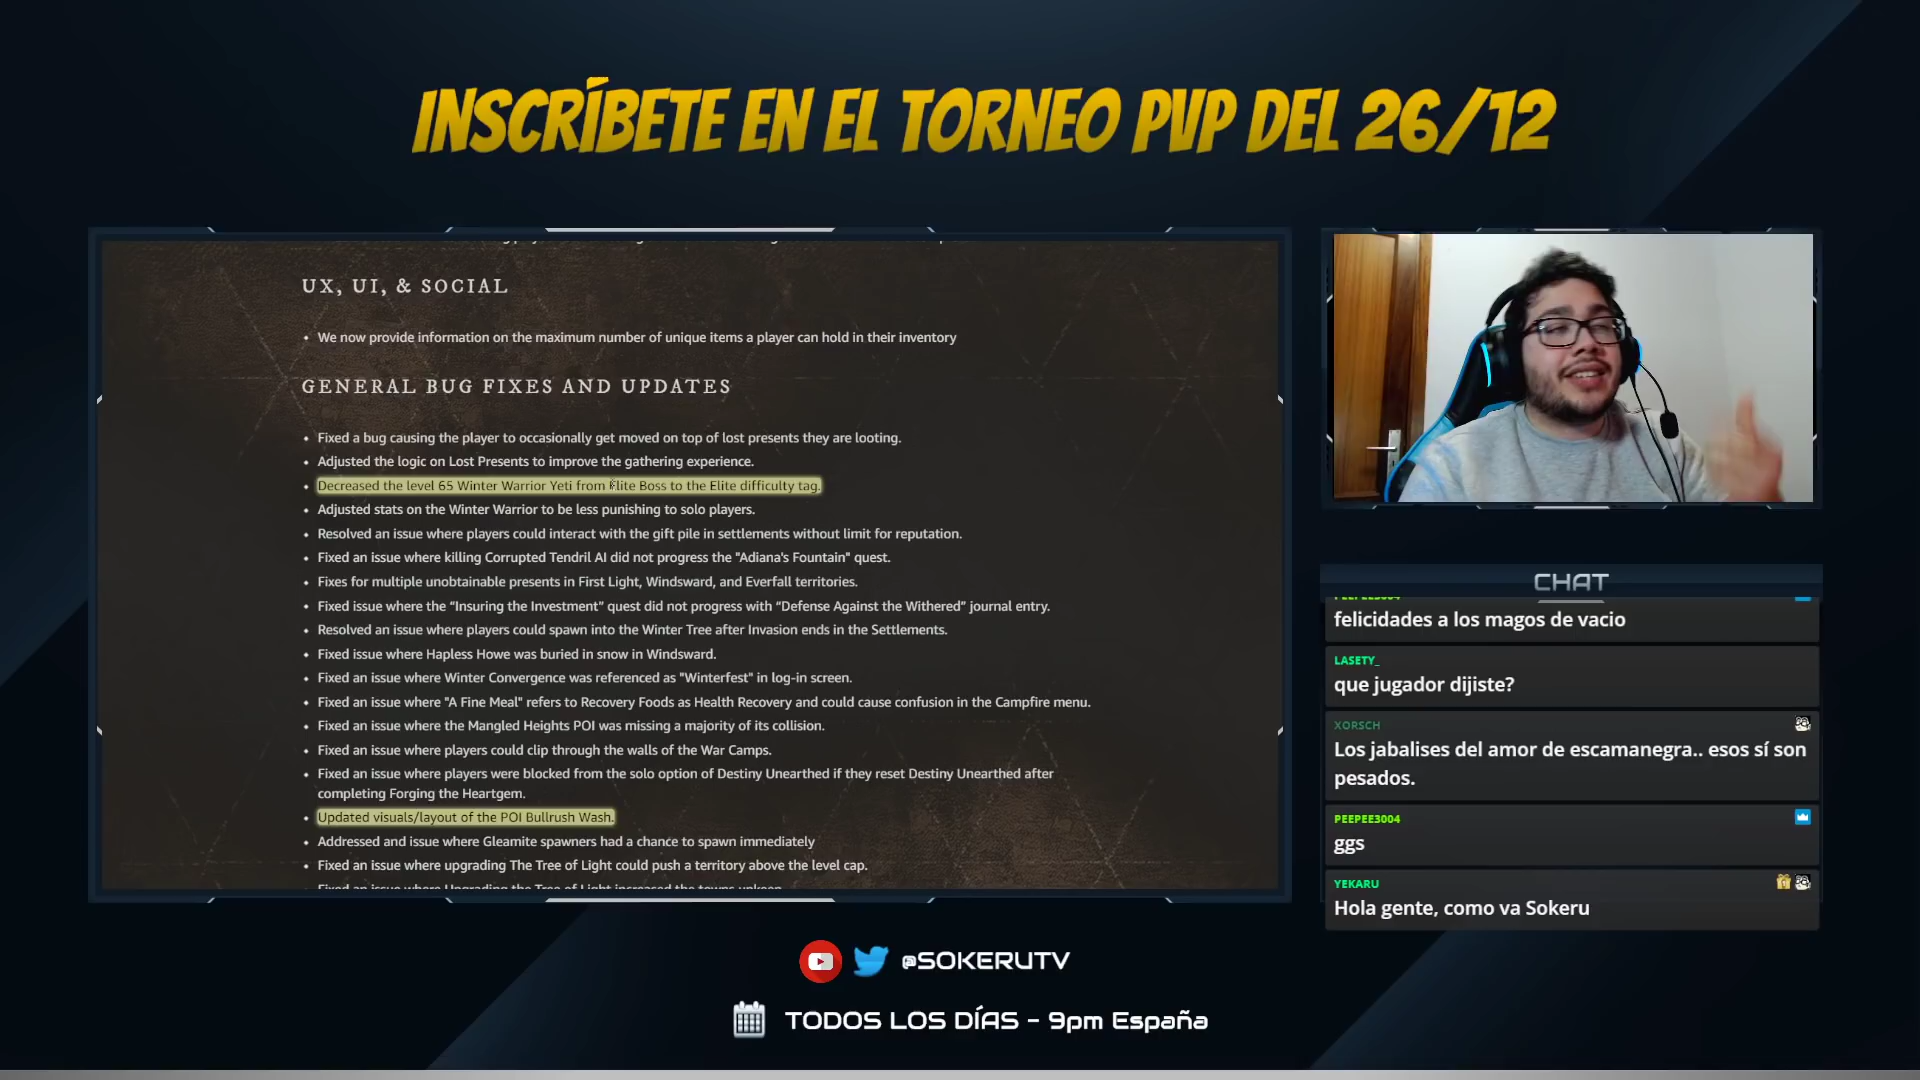 INSCRÍBETE EN EL TORNEO PVP DEL 26/12
UX, UI, & SOCIAL
• We now provide information on the maximum number of unique items a player can hold in their inventory
GENERAL BUG FIXES AND UPDATES
• Fixed a bug causing the player to occasionally get moved on top of lost presents they are looting.
• Adjusted the logic on Lost Presents to improve the gathering experience.
• Decreased the level 65 Winter Warrior Yeti from Elite Boss to the Elite difficulty tag.
• Adjusted stats on the Winter Warrior to be less punishing to solo players.
• Resolved an issue where players could interact with the gift pile in settlements without limit for reputation.
• Fixed an issue where killing Corrupted Tendril AI did not progress the "Adiana's Fountain" quest.
• Fixes for multiple unobtainable presents in First Light, Windsward, and Everfall territories.
• Fixed issue where the “Insuring the Investment” quest did not progress with “Defense Against the Withered” journal entry.
• Resolved an issue where players could spawn into the Winter Tree after Invasion ends in the Settlements.
• Fixed issue where Hapless Howe was buried in snow in Windsward.
• Fixed an issue where Winter Convergence was referenced as "Winterfest" in log-in screen.
• Fixed an issue where "A Fine Meal" refers to Recovery Foods as Health Recovery and could cause confusion in the Campfire menu.
• Fixed an issue where the Mangled Heights POI was missing a majority of its collision.
• Fixed an issue where players could clip through the walls of the War Camps.
• Fixed an issue where players were blocked from the solo option of Destiny Unearthed if they reset Destiny Unearthed after
completing Forging the Heartgem.
• Updated visuals/layout of the POI Bullrush Wash.
• Addressed and issue where Gleamite spawners had a chance to spawn immediately
• Fixed an issue where upgrading The Tree of Light could push a territory above the level cap.
• Fixed an issue where Upgrading the Tree of Light increased the towns upkeep
CHAT
PEEPEE3004
felicidades a los magos de vacio
LASETY_
que jugador dijiste?
XORSCH
Los jabalises del amor de escamanegra.. esos sí son
pesados.
PEEPEE3004
ggs
YEKARU
Hola gente, como va Sokeru
@SOKERUTV
TODOS LOS DÍAS - 9pm España